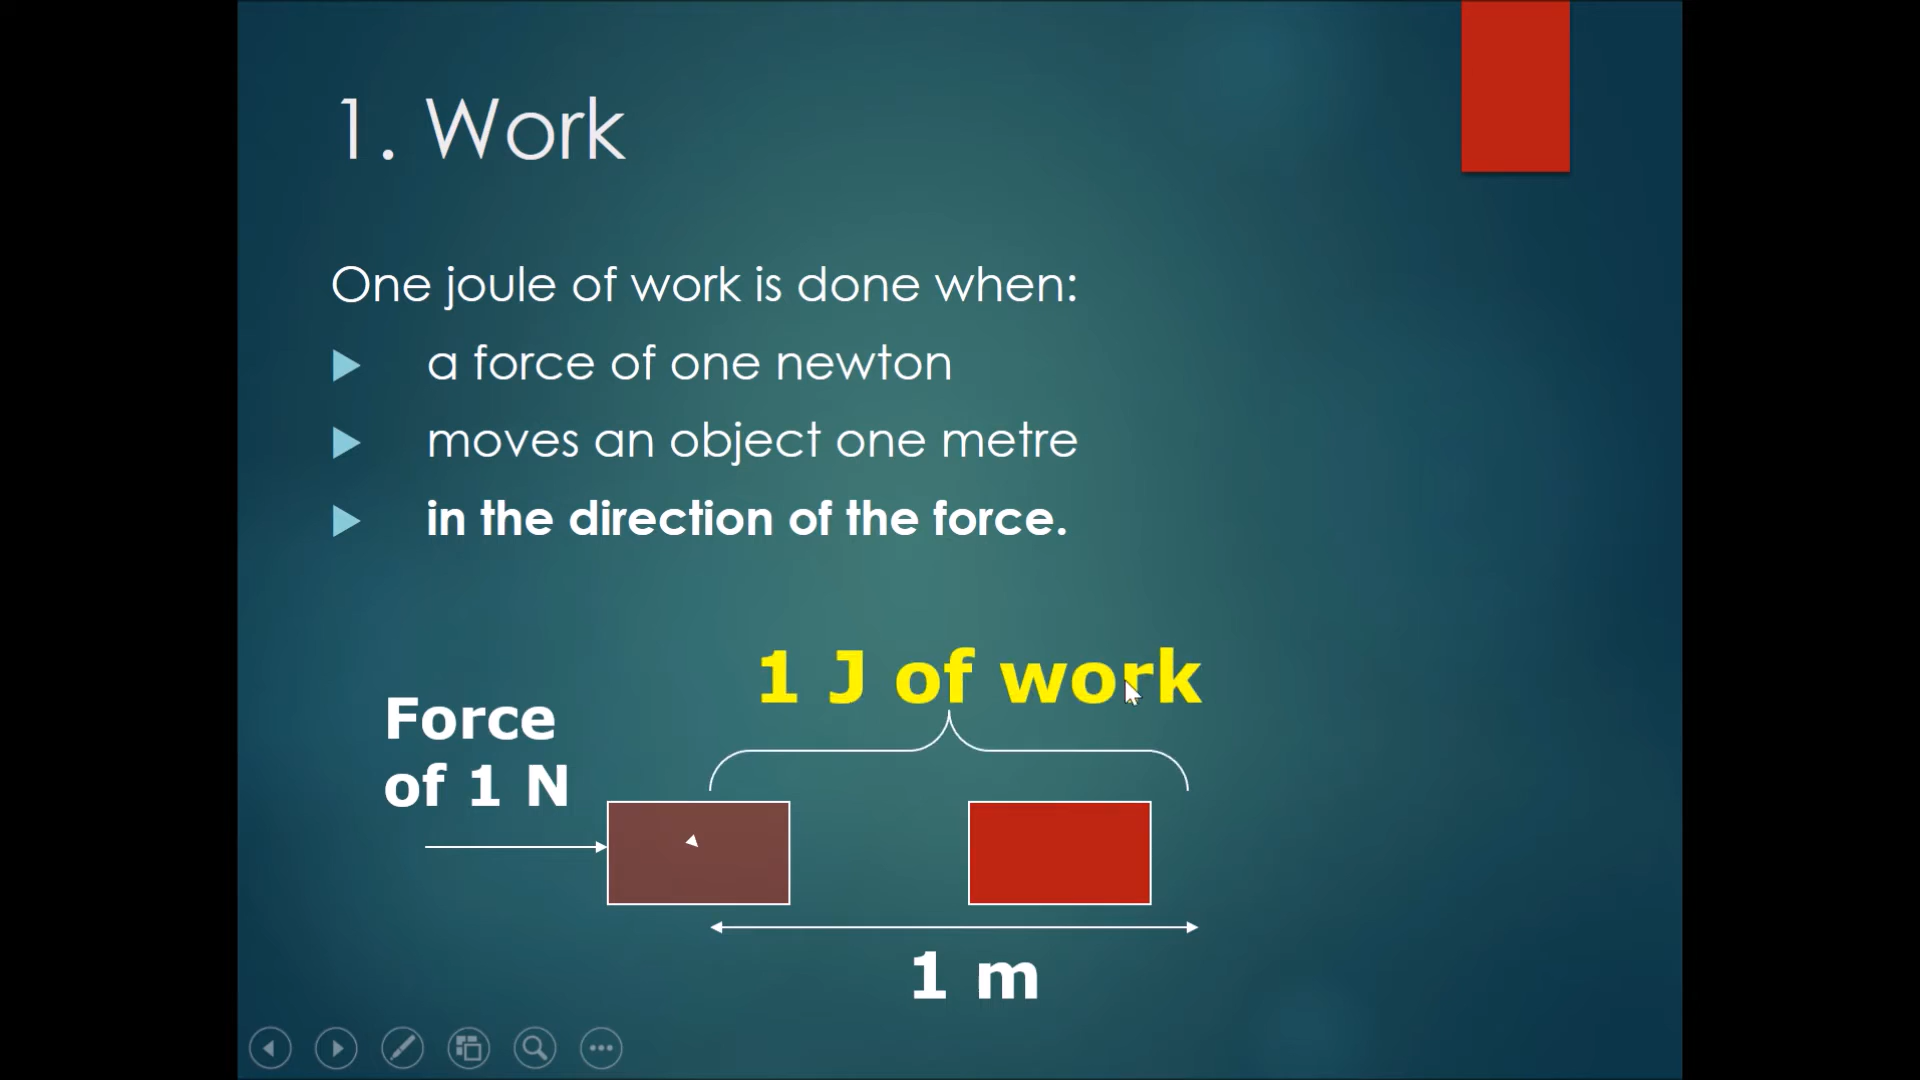 1. Work
One joule of work is done when:
a force of one newton
moves an object one metre
in the direction of the force.
1 J of work
Force
of 1 N
1 m